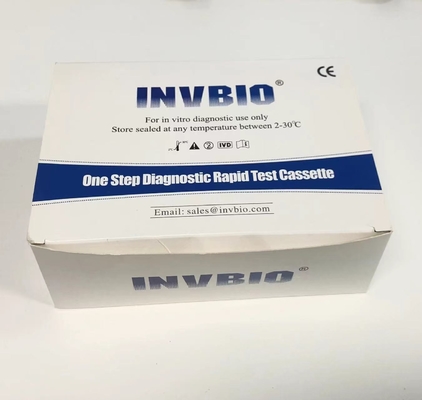 INVBIO®
CE
For in vitro diagnostic use only
Store sealed at any temperature between 2-30℃
IVD
One Step Diagnostic Rapid Test Cassette
Email: sales@invbio.com
INVBIO®